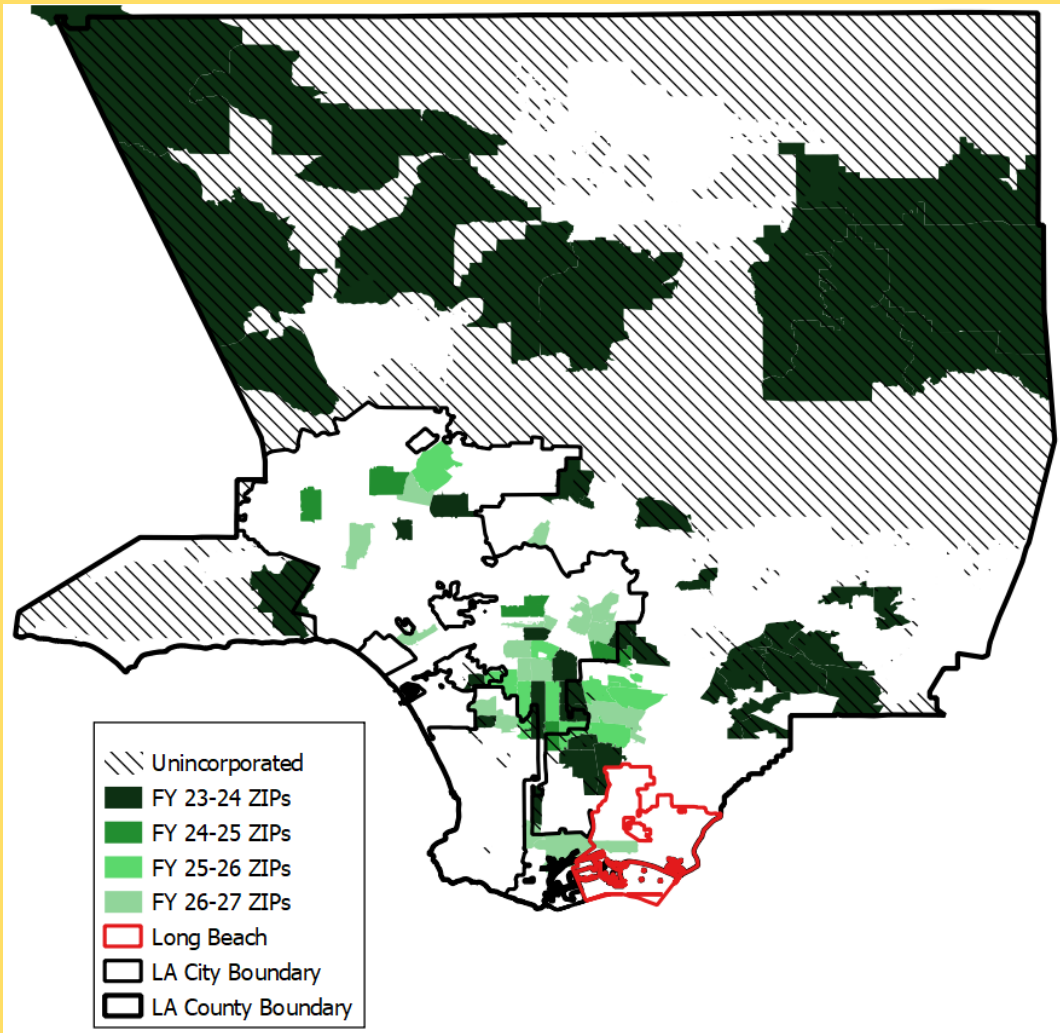 Unincorporated
FY 23-24 ZIPs
FY 24-25 ZIPs
FY 25-26 ZIPs
FY 26-27 ZIPs
Long Beach
LA City Boundary
LA County Boundary